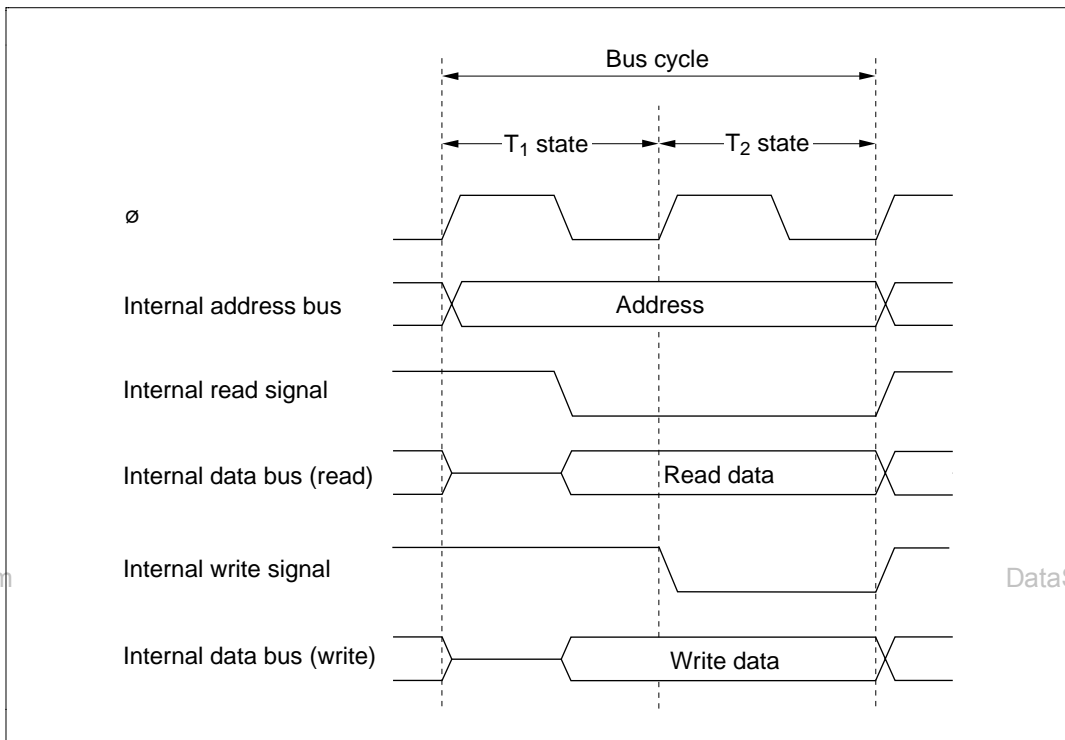 Bus cycle
T₁ state
T₂ state
ø
Internal address bus
Address
Internal read signal
Internal data bus (read)
Read data
Internal write signal
m
DataS
Internal data bus (write)
Write data